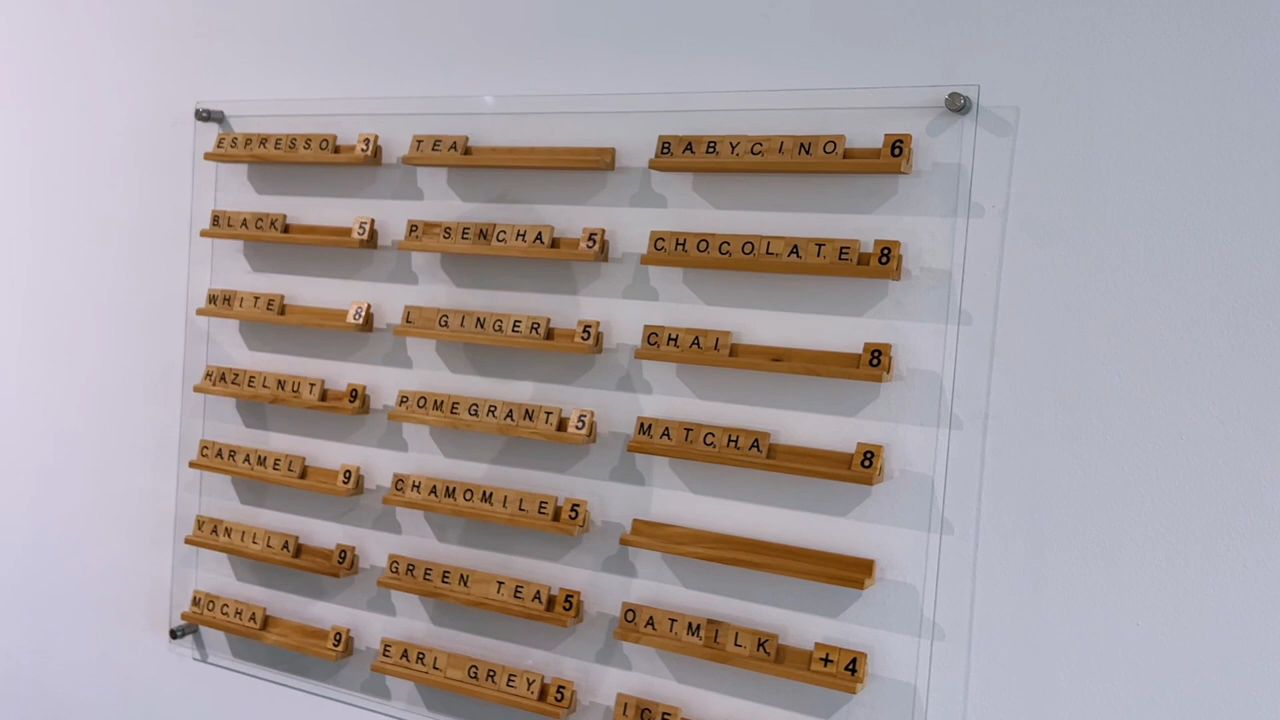 ESPRESSO 3
BLACK 5
WHITE 8
HAZELNUT 9
CARAMEL 9
VANILLA 9
MOCHA 9
TEA
P. SENCHA 5
L GINGER 5
POMEGRANT 5
CHAMOMILE 5
GREEN TEA 5
EARL GREY 5
BABYCINO 6
CHOCOLATE 8
CHAI 8
MATCHA 8
OATMILK +4
ICE